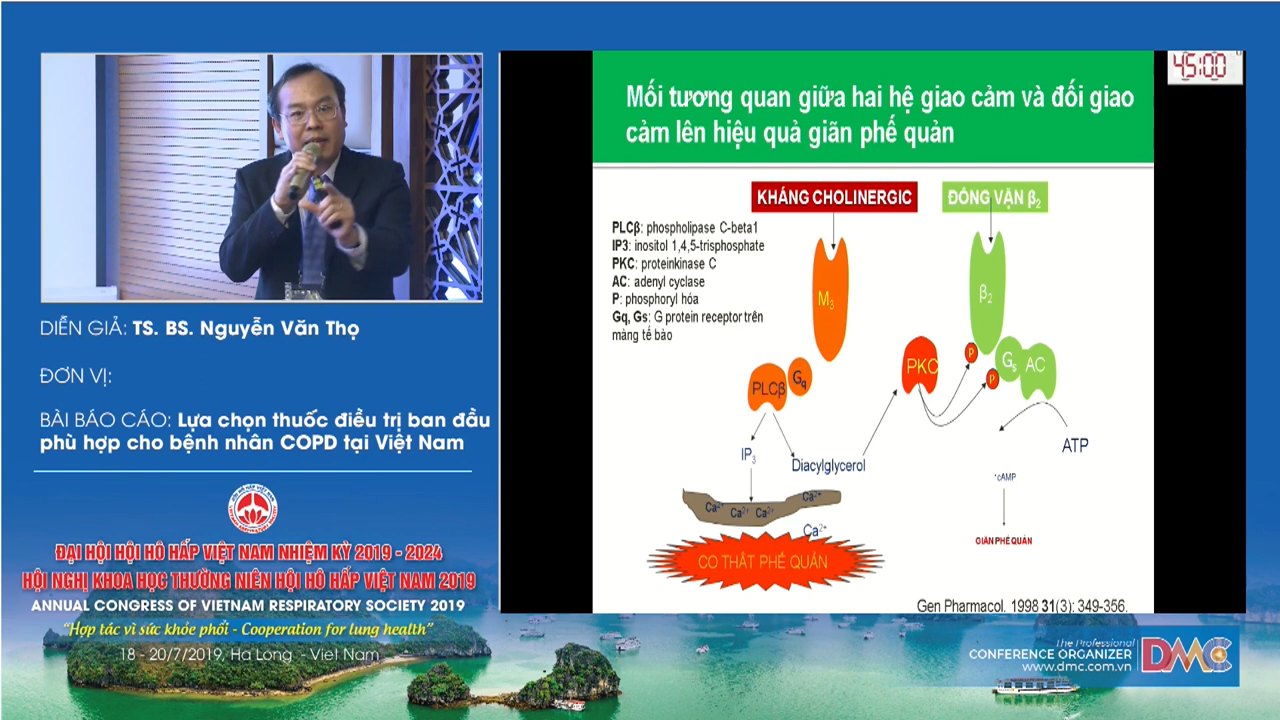 DIỄN GIẢ: TS. BS. Nguyễn Văn Thọ
ĐƠN VỊ:
BÀI BÁO CÁO: Lựa chọn thuốc điều trị ban đầu
phù hợp cho bệnh nhân COPD tại Việt Nam
ĐẠI HỘI HỘI HÔ HẤP VIỆT NAM NHIỆM KỲ 2019 - 2024
HỘI NGHỊ KHOA HỌC THƯỜNG NIÊN HỘI HÔ HẤP VIỆT NAM 2019
ANNUAL CONGRESS OF VIETNAM RESPIRATORY SOCIETY 2019
"Hợp tác vì sức khỏe phổi - Cooperation for lung health"
18 - 20/7/2019, Ha Long - Viet Nam
45:00
Mối tương quan giữa hai hệ giao cảm và đối giao
cảm lên hiệu quả giãn phế quản
KHÁNG CHOLINERGIC
ĐỒNG VẬN β2
PLCβ: phospholipase C-beta1
IP3: inositol 1,4,5-trisphosphate
PKC: proteinkinase C
AC: adenyl cyclase
P: phosphoryl hóa
Gq, Gs: G protein receptor trên
màng tế bào
M3
β2
PLCβ
Gq
PKC
P
P
Gs
AC
IP3
Diacylglycerol
ATP
Ca2+
Ca2+
Ca2+
Ca2+
Ca2+
cAMP
GIÃN PHẾ QUẢN
CO THẮT PHẾ QUẢN
Gen Pharmacol. 1998 31(3): 349-356.
The Professional
CONFERENCE ORGANIZER
www.dmc.com.vn
DMC